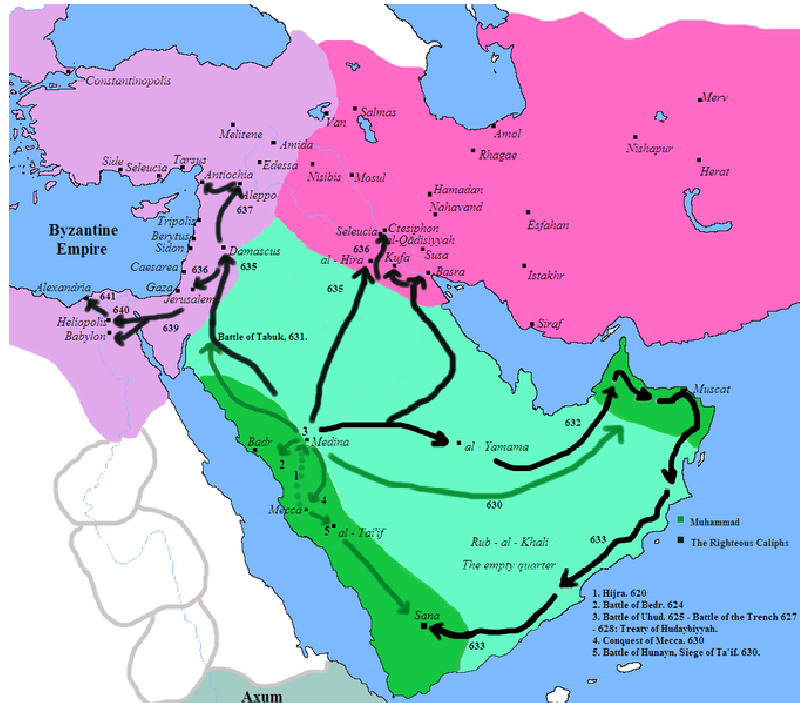 Constantinopolis
Merv
Salmas
Van
Melitene
Amol
Amida
Nishapur
Rhagae
Side
Seleucia
Tarsus
Edessa
Nisibis
Mosul
Herat
Antiochia
Aleppo
Hamadan
Nahavand
637
Esfahan
Tripolis
Berytus
Sidon
Byzantine
Empire
Seleucia
Ctesiphon
al-Qādisiyyah
636
Damascus
Susa
al - Hira
Kufa
Caesarea
636
635
Basra
Istakhr
Gaza
Jerusalem
635
Alexandria
641
640
Heliopolis
639
Babylon
Siraf
Battle of Tabuk, 631.
Muscat
632
3
Medina
Badr
al - Yamama
2
1
630
4
Mecca
5
al - Tai'if
Muhammad
The Righteous Caliphs
Rub - al - Khali
The empty quarter
633
1. Hijra. 620
2. Battle of Bedr. 624
3. Battle of Uhud. 625 - Battle of the Trench 627
- 628: Treaty of Hudaybiyyah.
4. Conquest of Mecca. 630
5. Battle of Hunayn, Siege of Ta'if. 630.
Sana
633
Axum